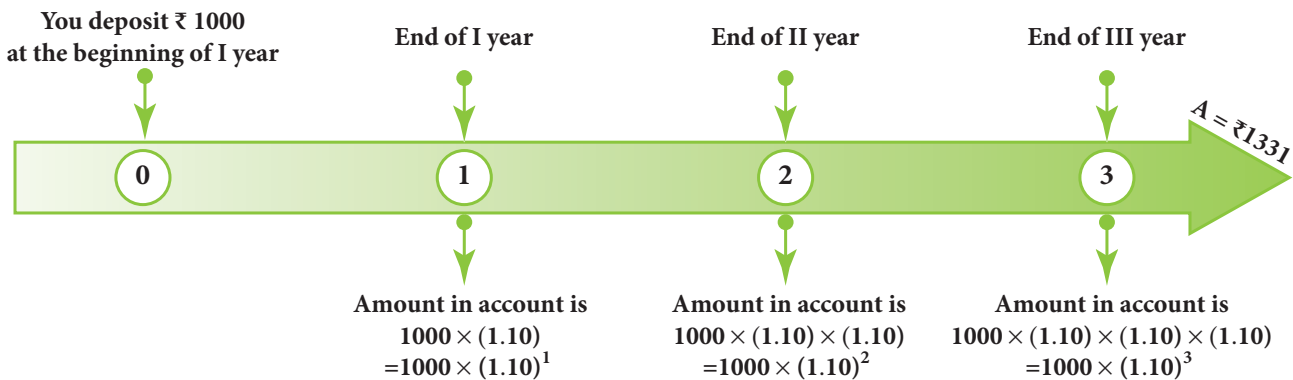 You deposit ₹ 1000
at the beginning of I year
End of I year
End of II year
End of III year
0
1
2
3
A = ₹1331
Amount in account is
1000 × (1.10)
=1000 × (1.10)¹
Amount in account is
1000 × (1.10) × (1.10)
=1000 × (1.10)²
Amount in account is
1000 × (1.10) × (1.10) × (1.10)
=1000 × (1.10)³